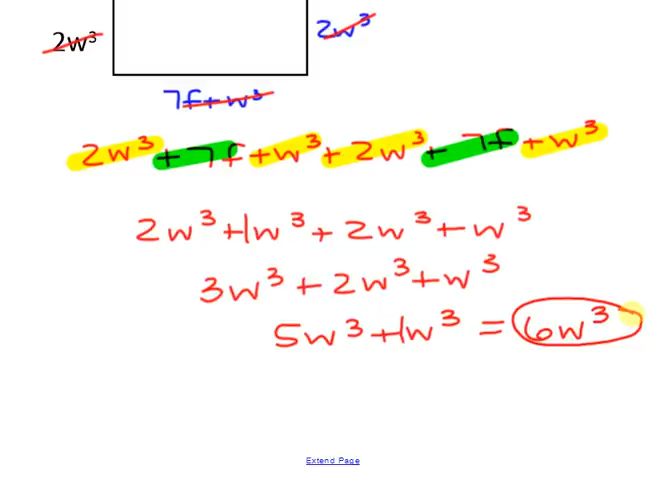 2w³ 2w³
7f + w³
2w³ + 7f + w³ + 2w³ + 7f + w³
2w³ + 1w³ + 2w³ + w³
3w³ + 2w³ + w³
5w³ + 1w³ = 6w³
Extend Page